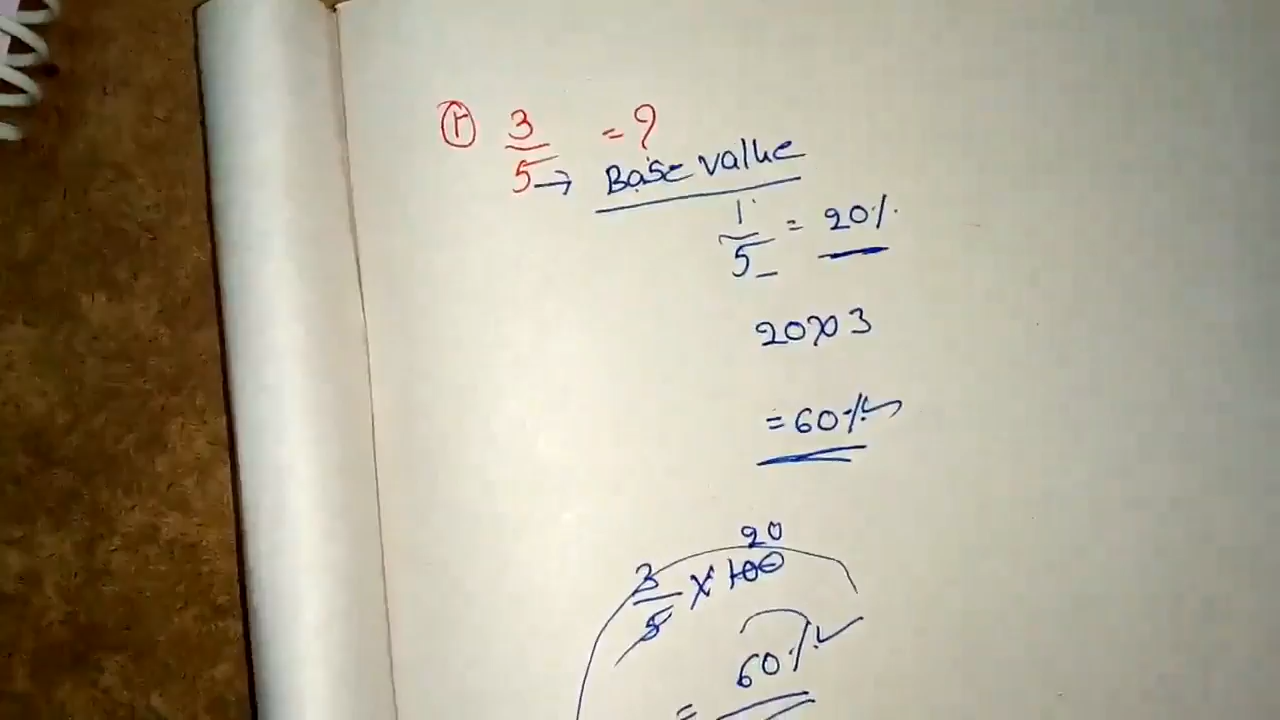 ① 3/5 = ?
5 → Base value
1/5 = 20%
20×3
= 60%
20
3/5 × 100
= 60%